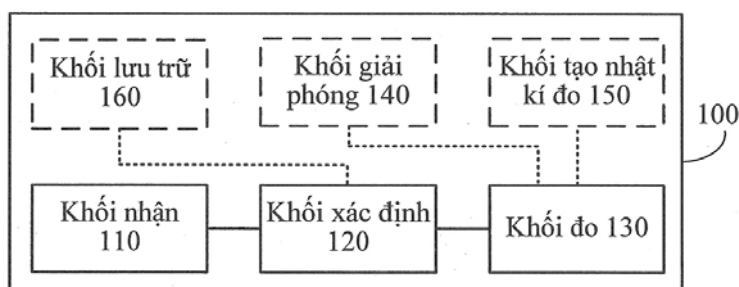 Khối lưu trữ
160
Khối giải
phóng 140
Khối tạo nhật
kí đo 150
100
Khối nhận
110
Khối xác định
120
Khối đo 130